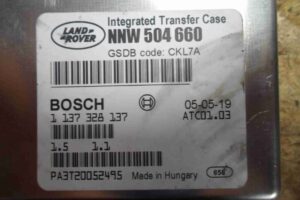 LAND ROVER
Integrated Transfer Case
NNW 504 660
GSDB code: CKL7A
BOSCH
05-05-19
1 137 328 137
ATC01.03
1.5 1.1
PA3T20052495 Made in Hungary 656